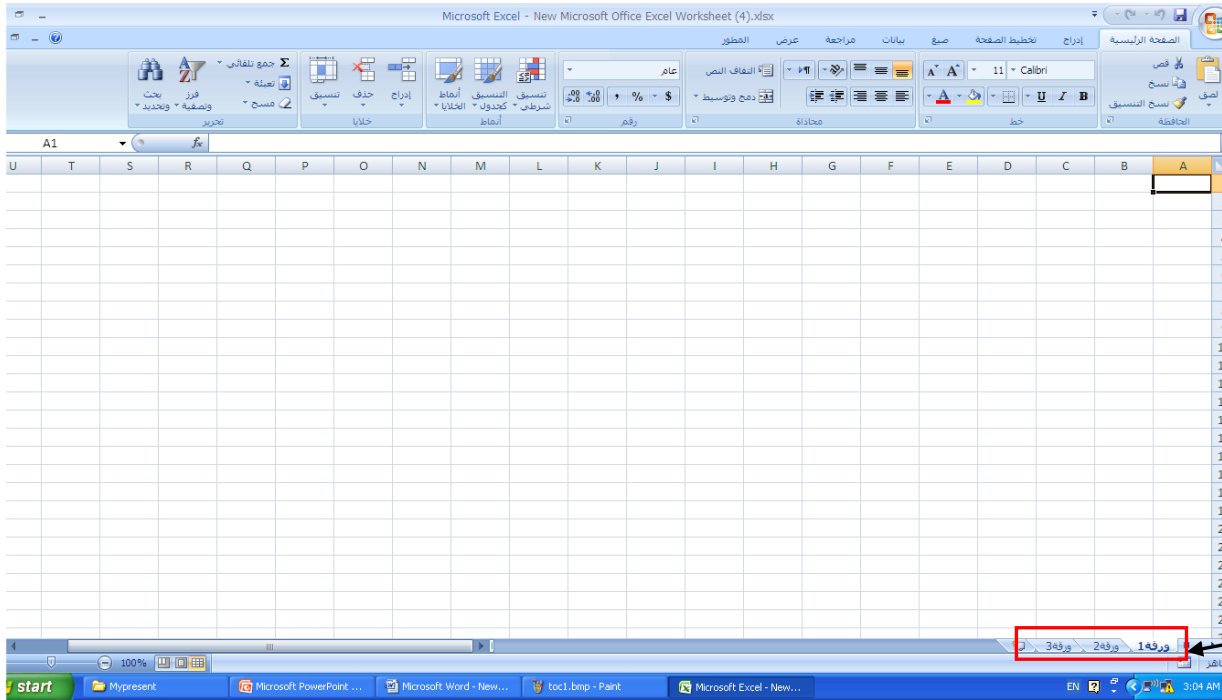 Microsoft Excel - New Microsoft Office Excel Worksheet (4).xlsx
الصفحة الرئيسية إدراج تخطيط الصفحة صيغ بيانات مراجعة عرض المطور
لصق قص
نسخ
نسخ التنسيق
الحافظة
Calibri 11
B I U
خط
التفاف النص
دمج وتوسيط
محاذاة
عام
$ % ,
رقم
تنسيق شرطي
التنسيق كجدول
أنماط الخلايا
أنماط
إدراج حذف تنسيق
خلايا
Σ جمع تلقائي
تعبئة
مسح
فرز وتصفية
بحث وتحديد
تحرير
A1 fx
A B C D E F G H I J K L M N O P Q R S T U
ورقة1 ورقة2 ورقة3
100%
start Mypresent Microsoft PowerPoint ... Microsoft Word - New... toc1.bmp - Paint Microsoft Excel - New... EN 3:04 AM